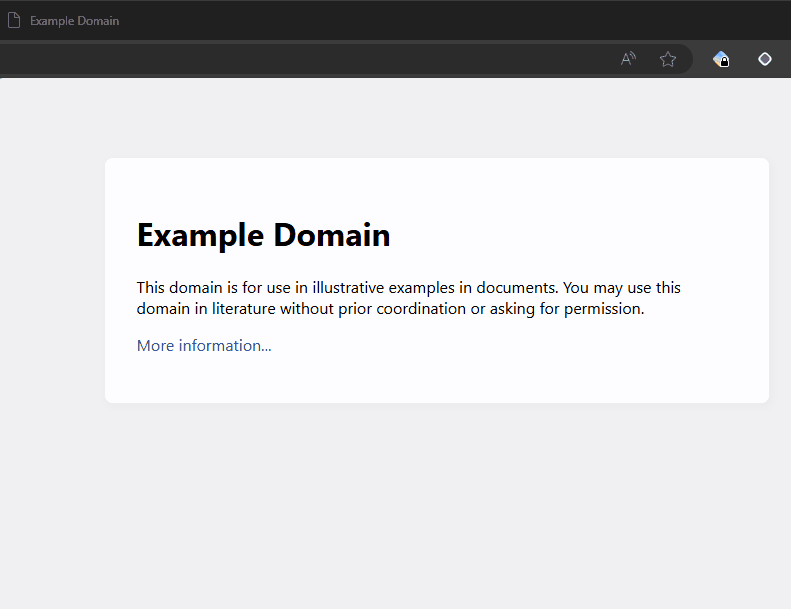 Example Domain
Example Domain
This domain is for use in illustrative examples in documents. You may use this
domain in literature without prior coordination or asking for permission.
More information...